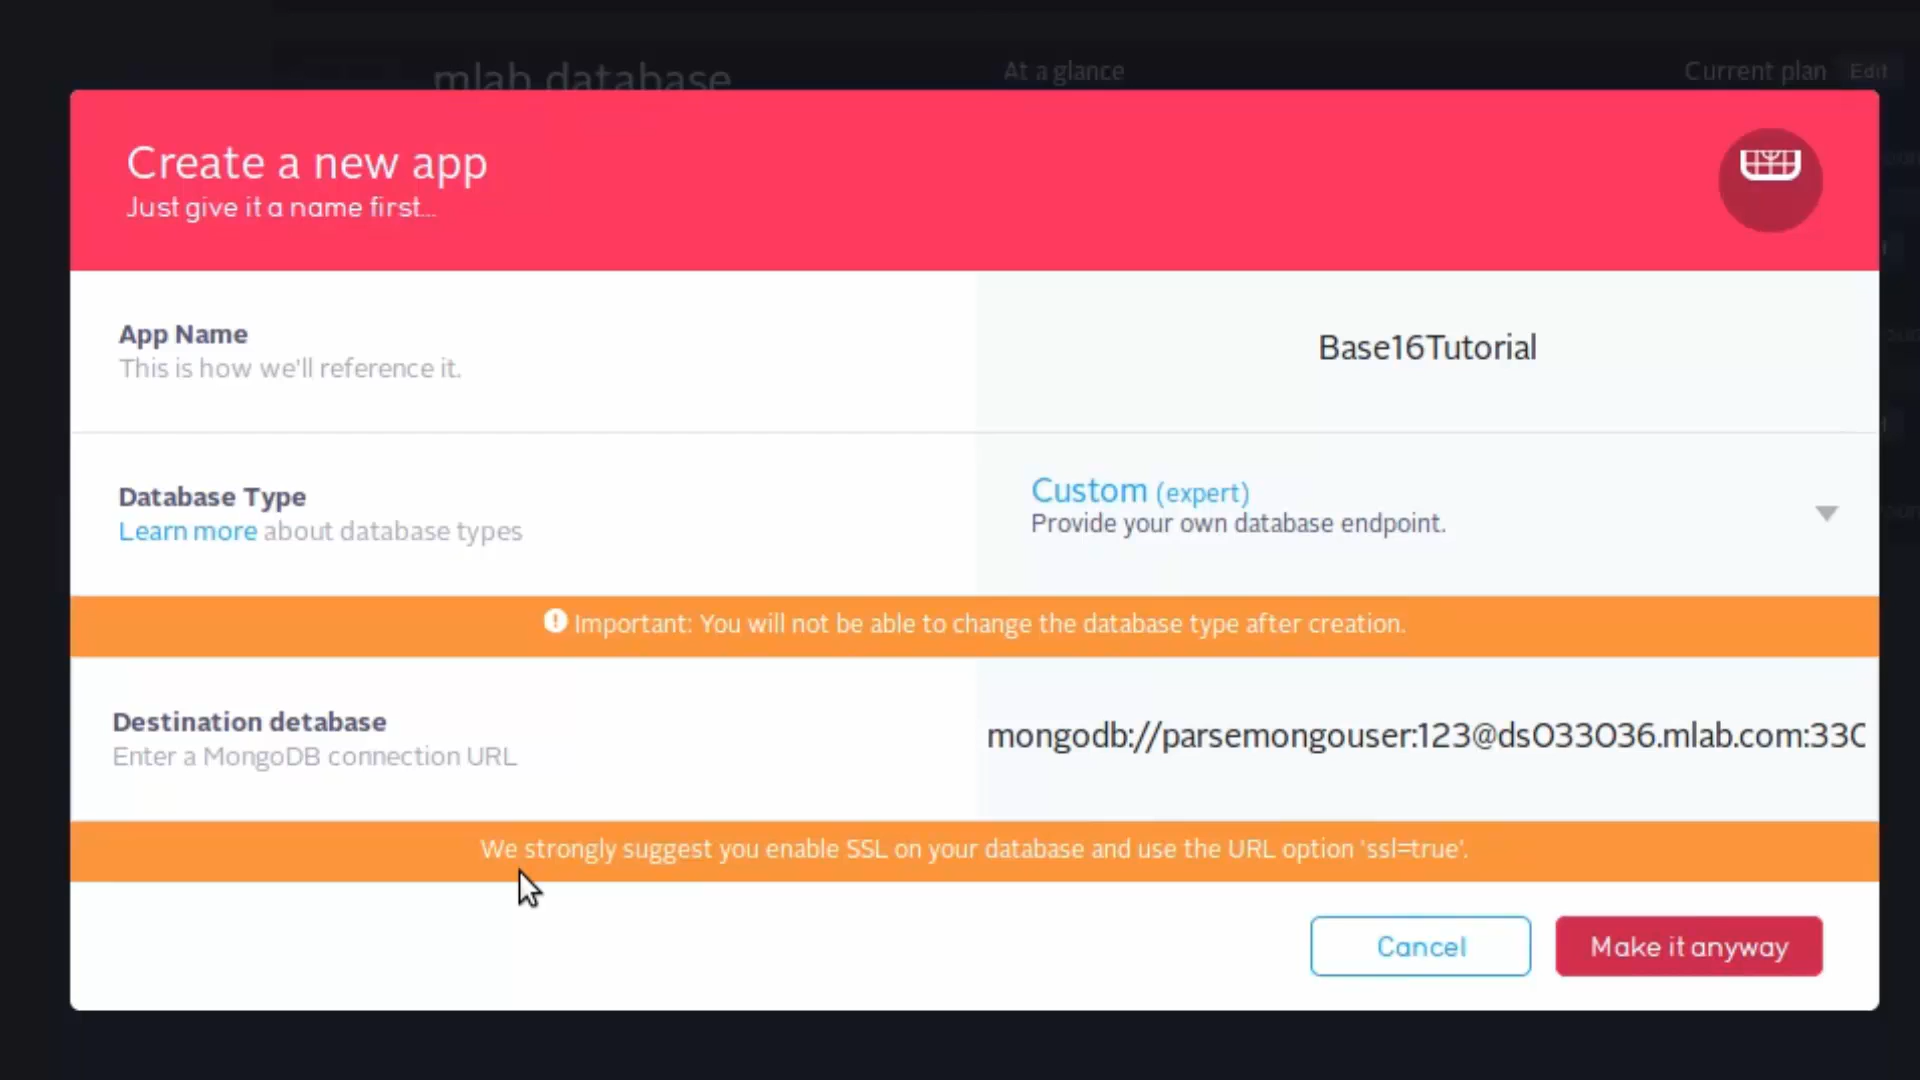 mlab database
At a glance
Current plan Edit
Create a new app
Just give it a name first...
App Name
This is how we'll reference it.
Base16Tutorial
Database Type
Learn more about database types
Custom (expert)
Provide your own database endpoint.
Important: You will not be able to change the database type after creation.
Destination detabase
Enter a MongoDB connection URL
mongodb://parsemongouser:123@ds033036.mlab.com:330
We strongly suggest you enable SSL on your database and use the URL option 'ssl=true'.
Cancel
Make it anyway